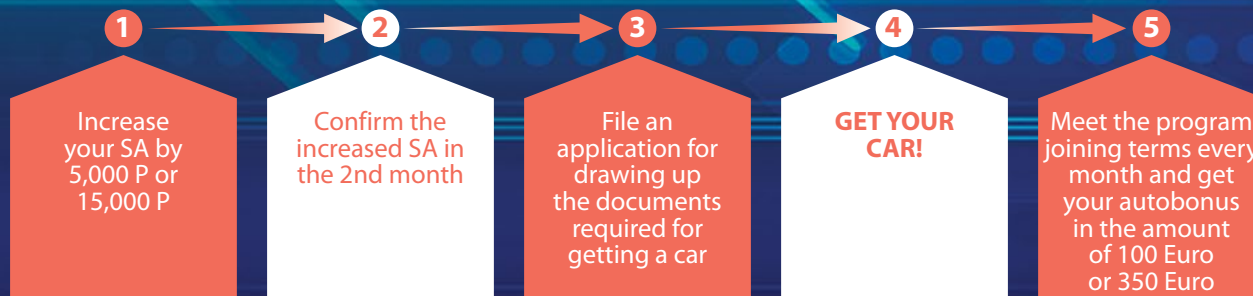 1
2
3
4
5
Increase
your SA by
5,000 P or
15,000 P
Confirm the
increased SA in
the 2nd month
File an
application for
drawing up
the documents
required for
getting a car
GET YOUR
CAR!
Meet the program
joining terms every
month and get
your autobonus
in the amount
of 100 Euro
or 350 Euro